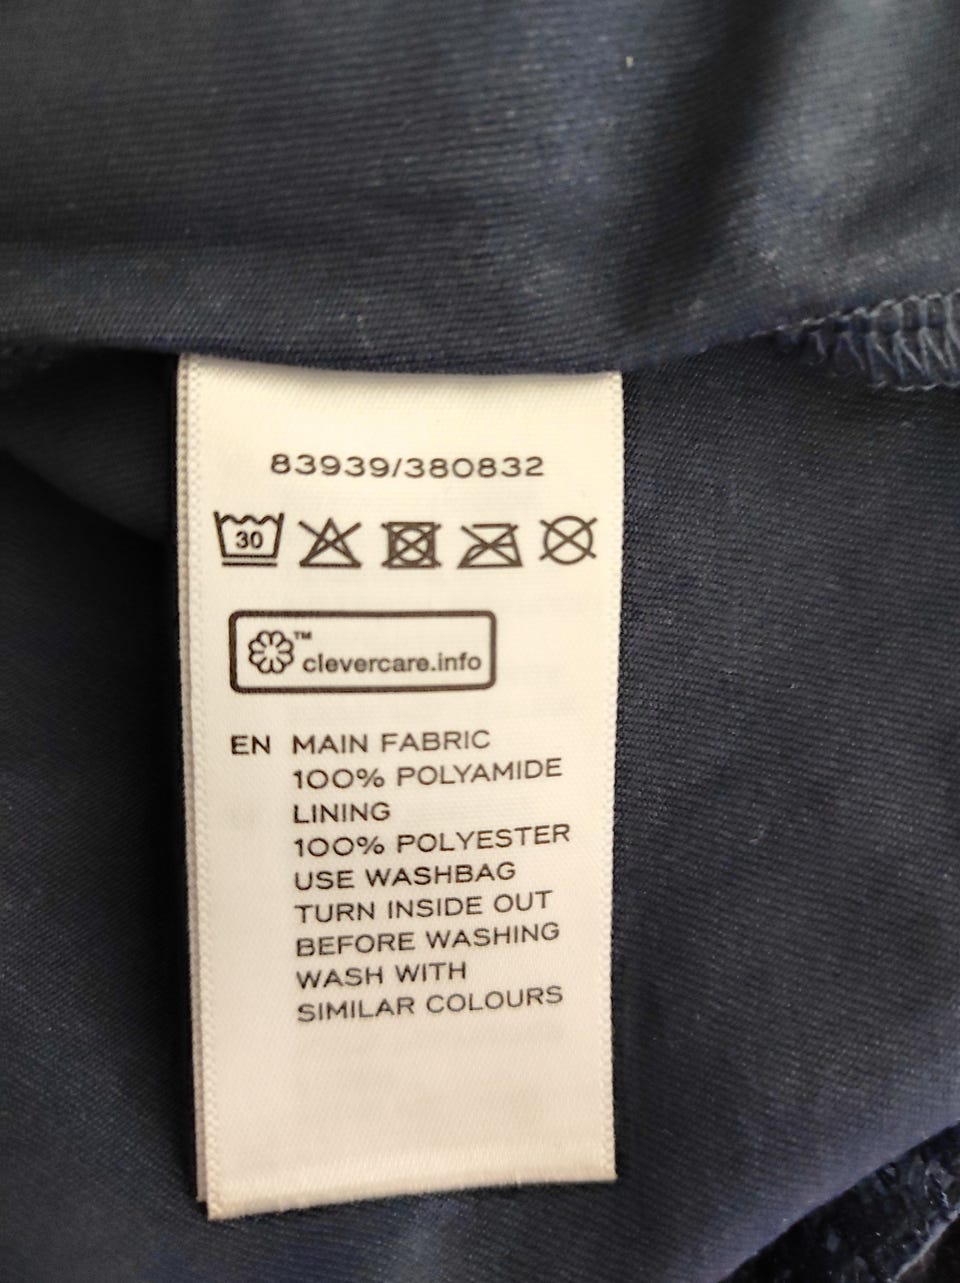 83939/380832
30
™
clevercare.info
EN MAIN FABRIC
100% POLYAMIDE
LINING
100% POLYESTER
USE WASHBAG
TURN INSIDE OUT
BEFORE WASHING
WASH WITH
SIMILAR COLOURS